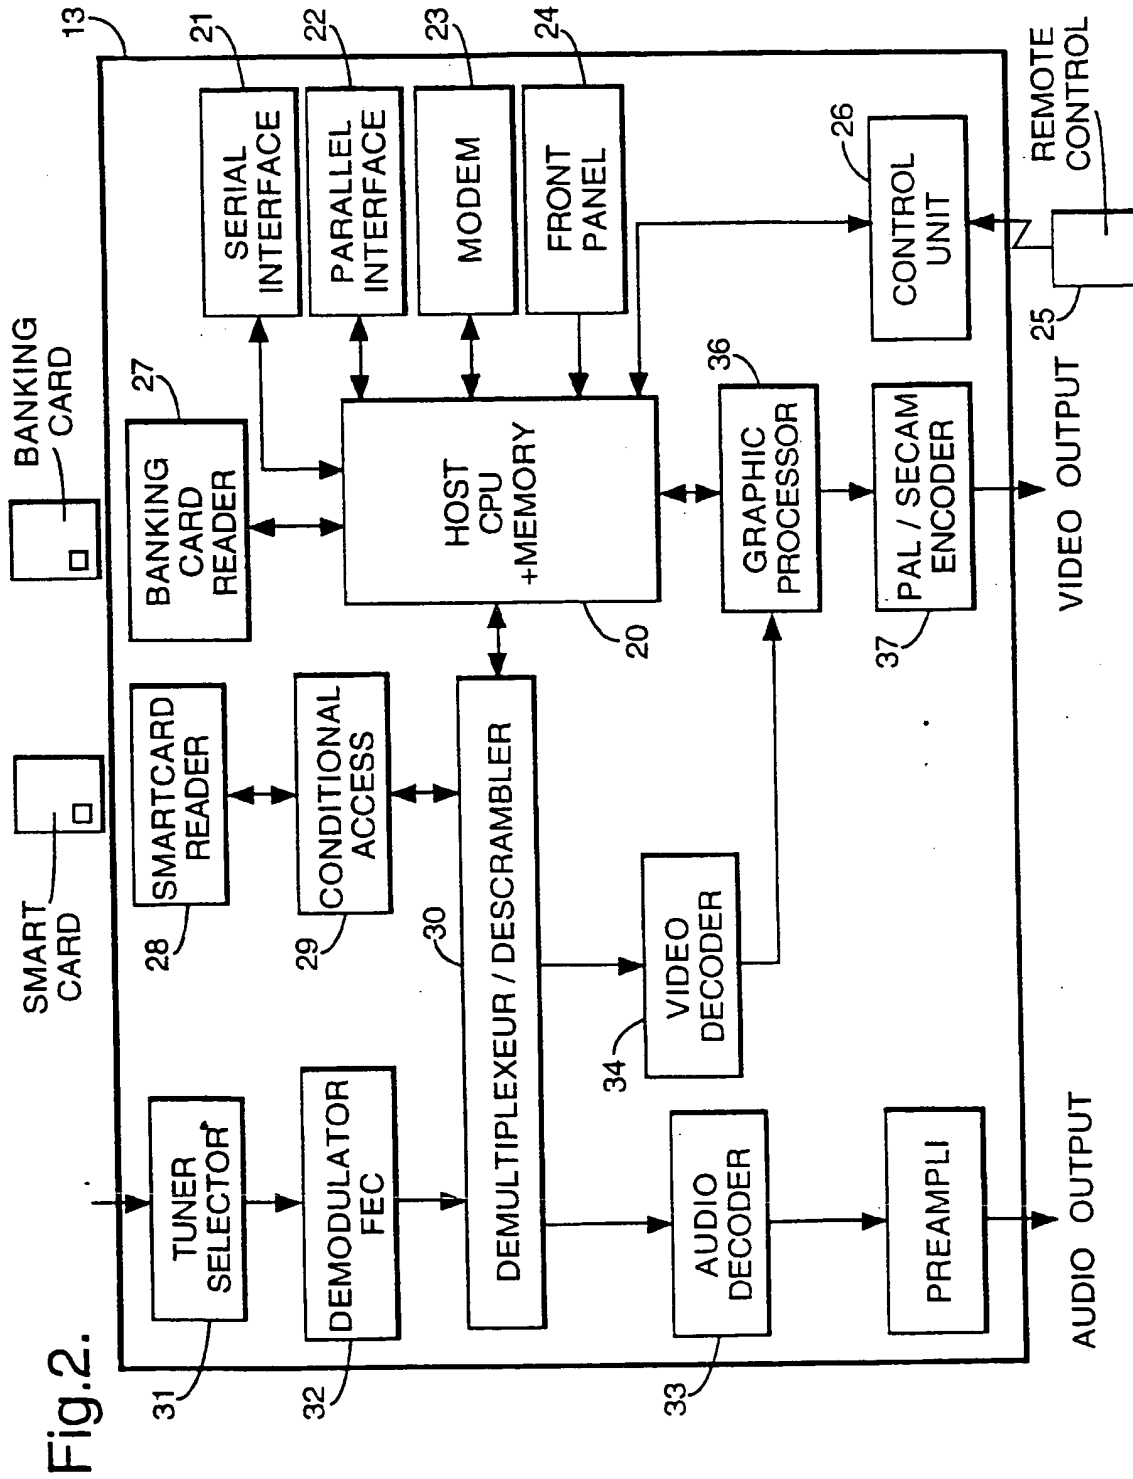 Fig.2.
SMART
CARD
BANKING
CARD
13
31
TUNER
SELECTOR
28
SMARTCARD
READER
27
BANKING
CARD
READER
21
SERIAL
INTERFACE
22
PARALLEL
INTERFACE
23
MODEM
24
FRONT
PANEL
32
DEMODULATOR
FEC
29
CONDITIONAL
ACCESS
30
DEMULTIPLEXEUR / DESCRAMBLER
HOST
CPU
+MEMORY
20
33
AUDIO
DECODER
34
VIDEO
DECODER
36
GRAPHIC
PROCESSOR
26
CONTROL
UNIT
PREAMPLI
37
PAL / SECAM
ENCODER
25
REMOTE
CONTROL
AUDIO OUTPUT
VIDEO OUTPUT